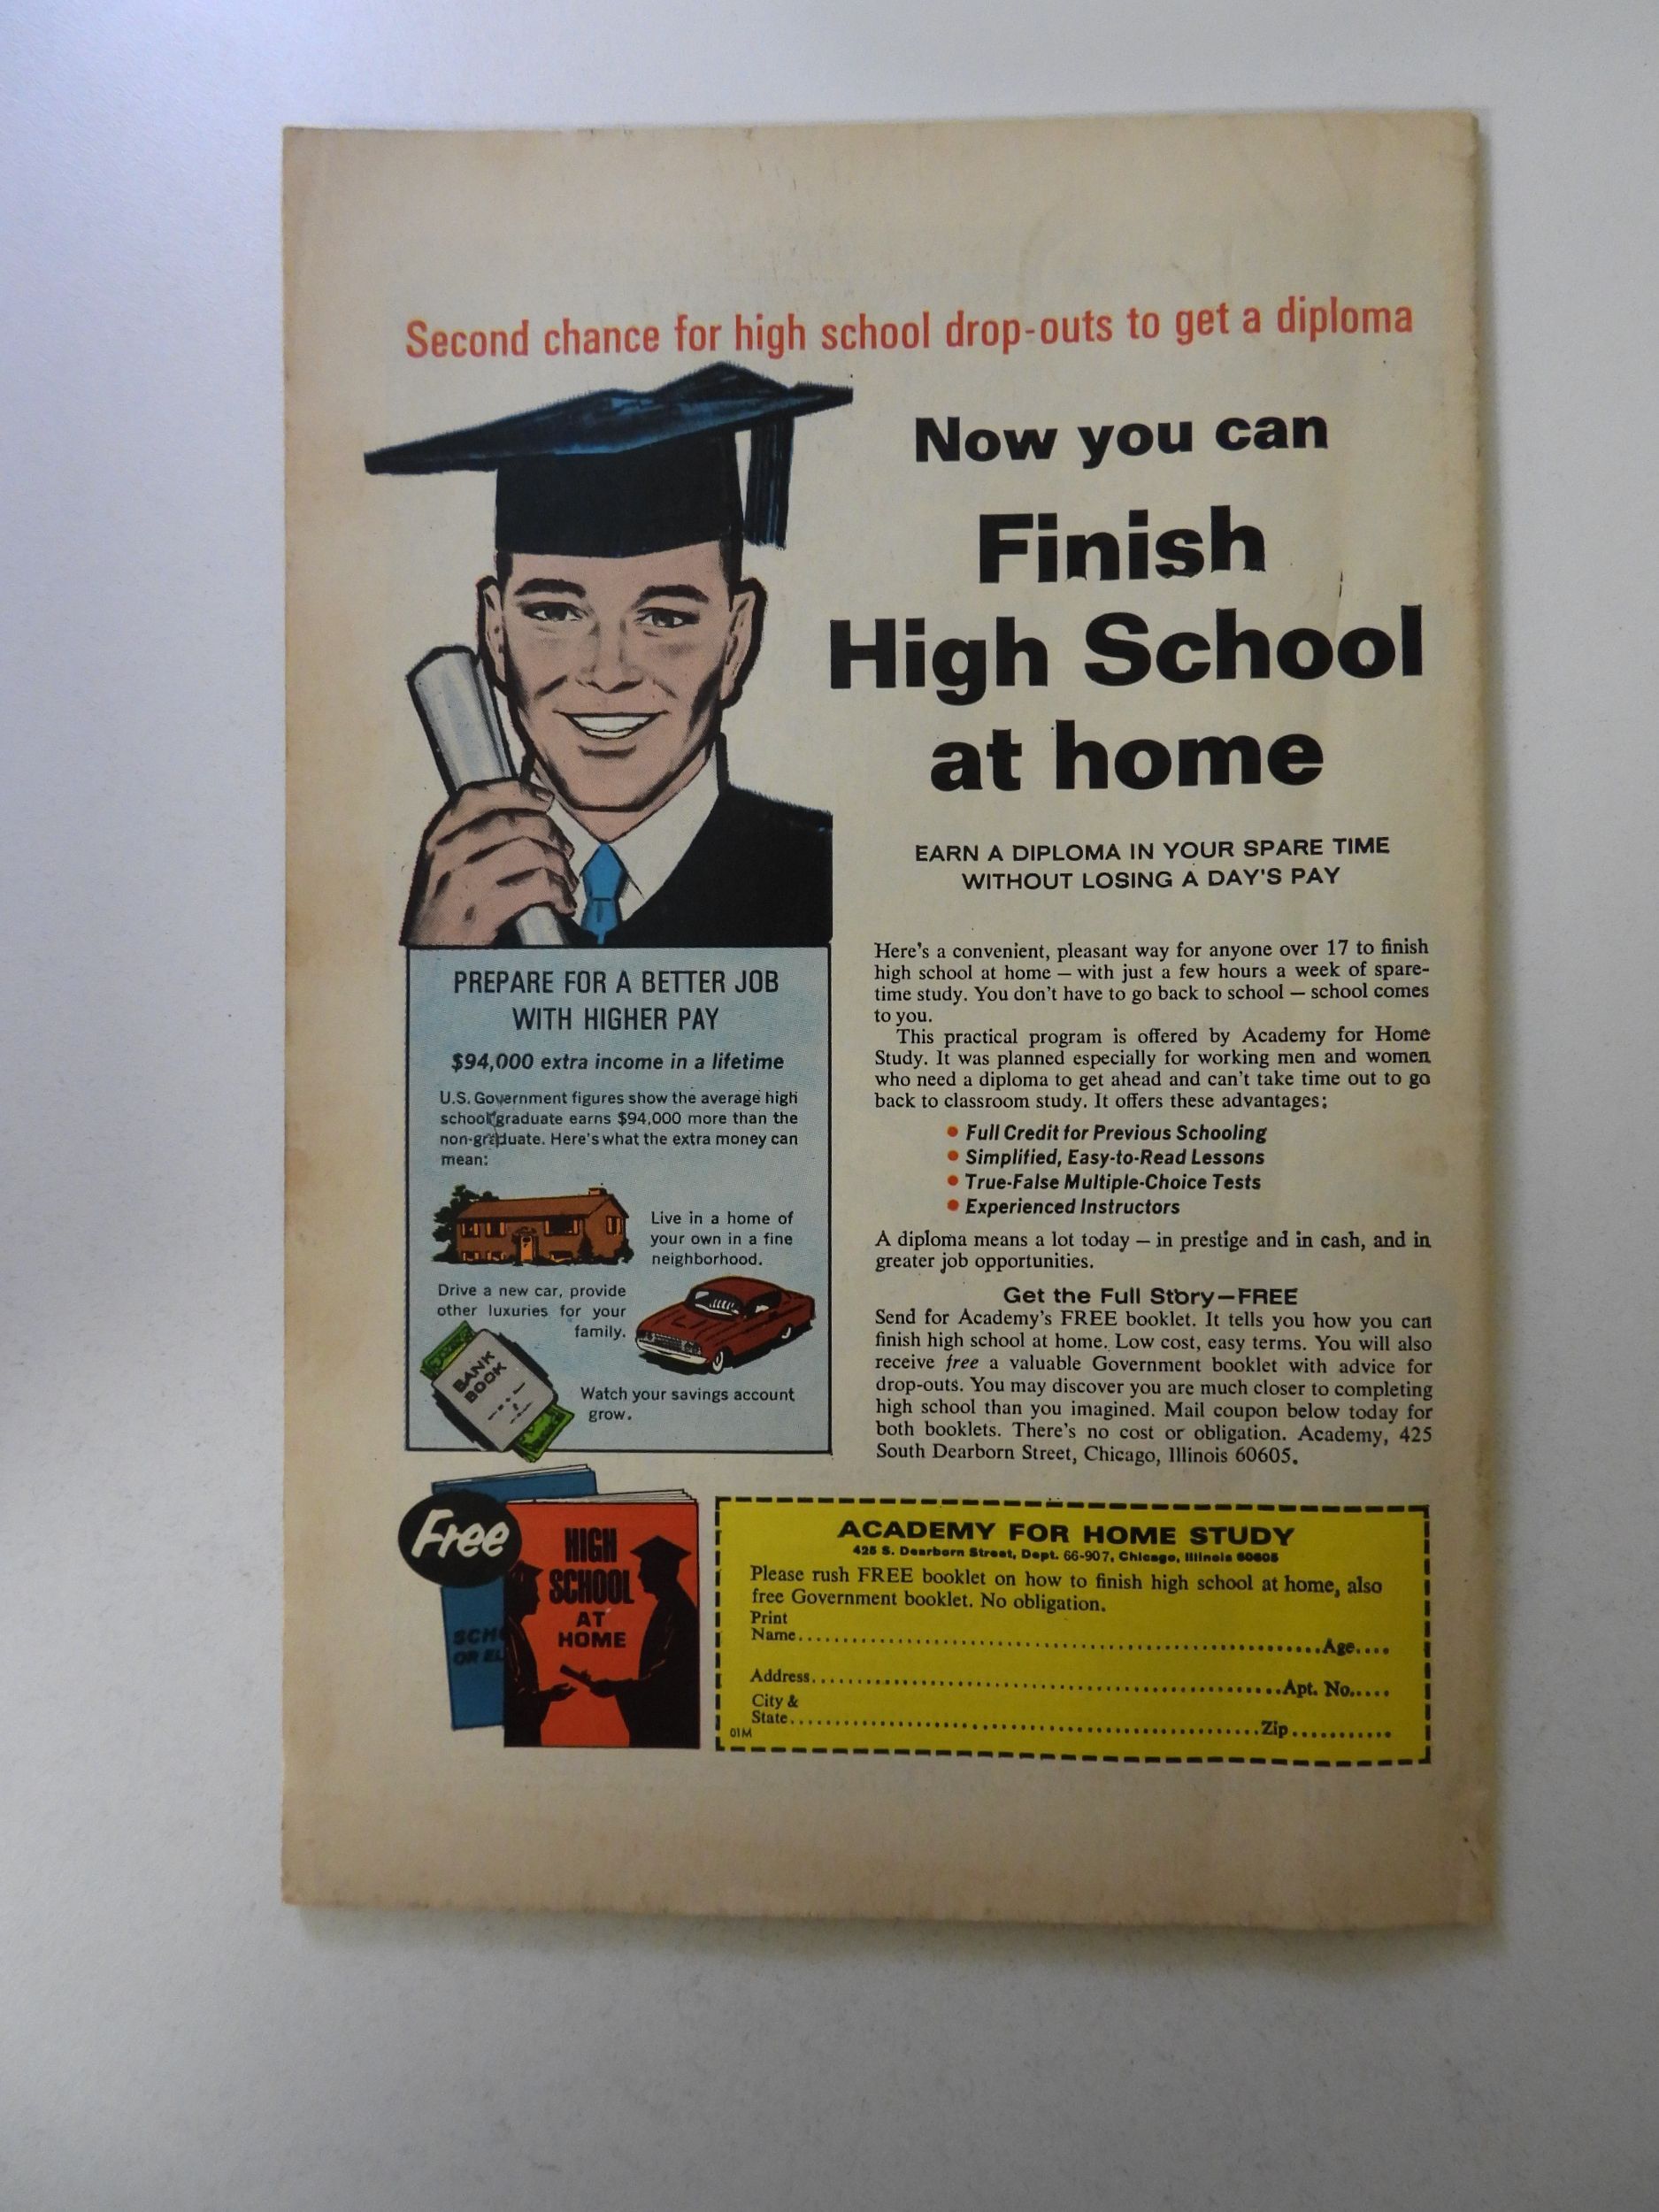 Second chance for high school drop-outs to get a diploma
Now you can
Finish
High School
at home
EARN A DIPLOMA IN YOUR SPARE TIME
WITHOUT LOSING A DAY'S PAY
PREPARE FOR A BETTER JOB
WITH HIGHER PAY
$94,000 extra income in a lifetime
U.S. Government figures show the average high
school graduate earns $94,000 more than the
non-graduate. Here's what the extra money can
mean:
Live in a home of
your own in a fine
neighborhood.
Drive a new car, provide
other luxuries for your
family.
BANK
BOOK
Watch your savings account
grow.
Here's a convenient, pleasant way for anyone over 17 to finish
high school at home — with just a few hours a week of spare-
time study. You don't have to go back to school — school comes
to you.
This practical program is offered by Academy for Home
Study. It was planned especially for working men and women
who need a diploma to get ahead and can't take time out to go
back to classroom study. It offers these advantages:
• Full Credit for Previous Schooling
• Simplified, Easy-to-Read Lessons
• True-False Multiple-Choice Tests
• Experienced Instructors
A diploma means a lot today — in prestige and in cash, and in
greater job opportunities.
Get the Full Story—FREE
Send for Academy's FREE booklet. It tells you how you can
finish high school at home. Low cost, easy terms. You will also
receive free a valuable Government booklet with advice for
drop-outs. You may discover you are much closer to completing
high school than you imagined. Mail coupon below today for
both booklets. There's no cost or obligation. Academy, 425
South Dearborn Street, Chicago, Illinois 60605.
Free
HIGH
SCHOOL
AT
HOME
SCH
OR EL
ACADEMY FOR HOME STUDY
425 S. Dearborn Street, Dept. 66-907, Chicago, Illinois 60605
Please rush FREE booklet on how to finish high school at home, also
free Government booklet. No obligation.
Print
Name Age
Address Apt. No.
City &
State Zip
01M